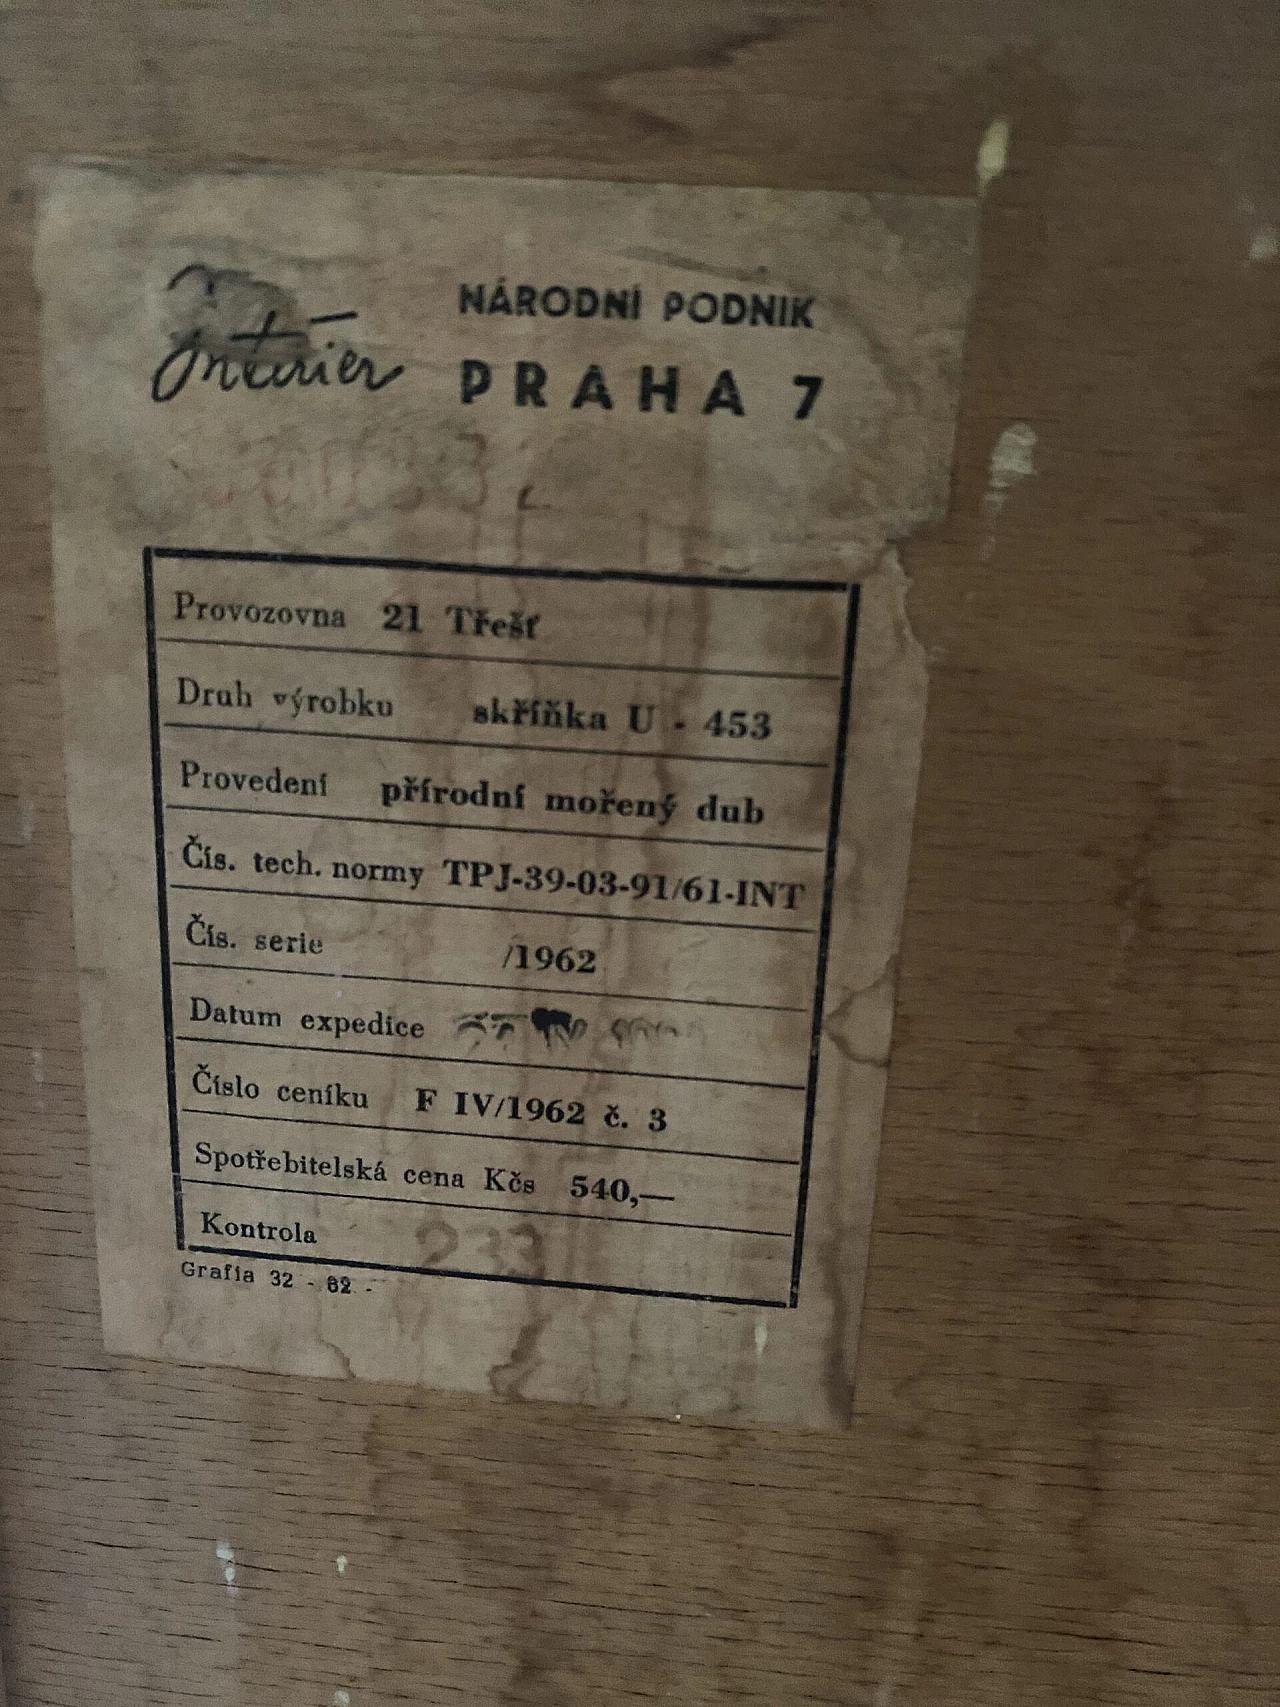 Interier
NÁRODNÍ PODNIK
PRAHA 7
Provozovna 21 Třešť
Druh výrobku skříňka U - 453
Provedení přírodní mořený dub
Čís. tech. normy TPJ-39-03-91/61-INT
Čís. serie /1962
Datum expedice
Číslo ceníku F IV/1962 č. 3
Spotřebitelská cena Kčs 540,—
Kontrola 233
Grafia 32 - 62 -